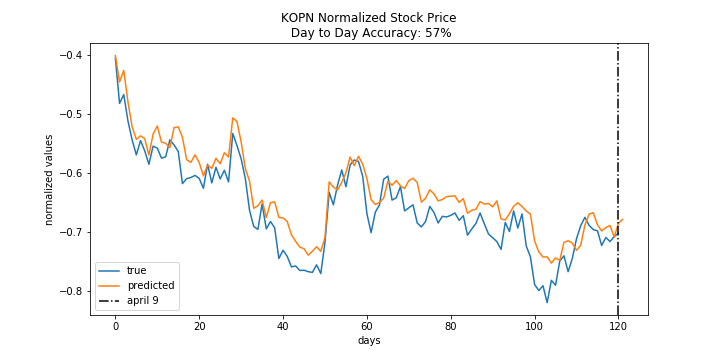 KOPN Normalized Stock Price
Day to Day Accuracy: 57%
normalized values
−0.4
−0.5
−0.6
−0.7
−0.8
true
predicted
april 9
0 20 40 60 80 100 120
days